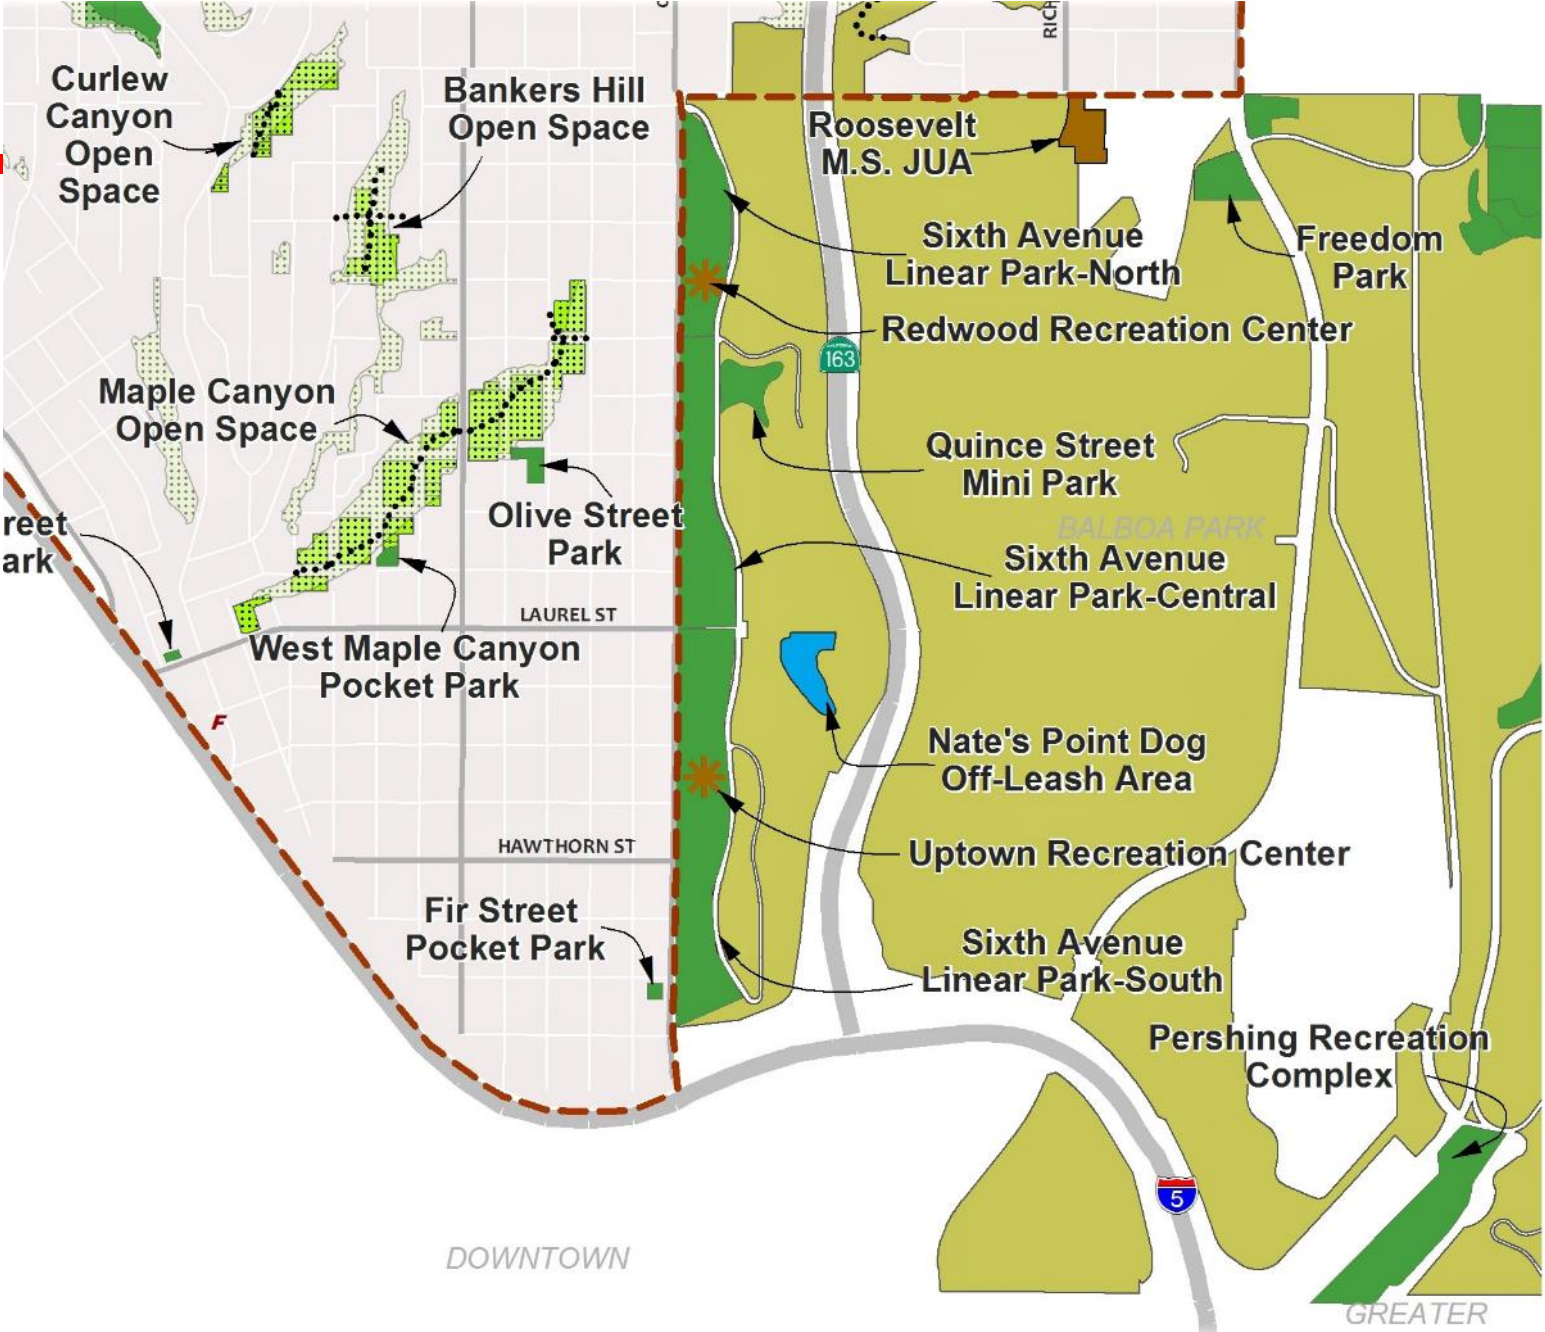 Curlew
Canyon
Open
Space
Bankers Hill
Open Space
Roosevelt
M.S. JUA
RICH
Sixth Avenue
Linear Park-North
Freedom
Park
Redwood Recreation Center
163
Maple Canyon
Open Space
Quince Street
Mini Park
Olive Street
Park
reet
ark
BALBOA PARK
Sixth Avenue
Linear Park-Central
LAUREL ST
West Maple Canyon
Pocket Park
F
Nate's Point Dog
Off-Leash Area
HAWTHORN ST
Uptown Recreation Center
Fir Street
Pocket Park
Sixth Avenue
Linear Park-South
Pershing Recreation
Complex
5
DOWNTOWN
GREATER